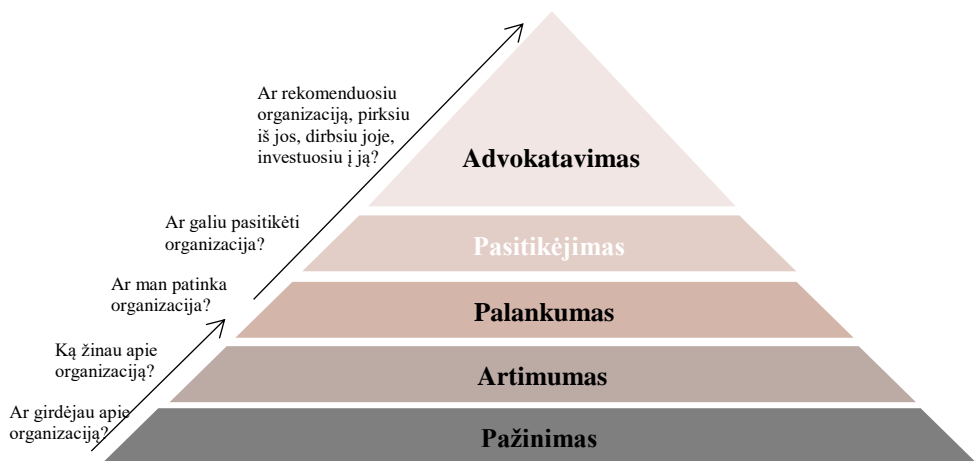 Ar rekomenduosiu
organizaciją, pirksiu
iš jos, dirbsiu joje,
investuosiu į ją?
Advokatavimas
Ar galiu pasitikėti
organizacija?
Pasitikėjimas
Ar man patinka
organizacija?
Palankumas
Ką žinau apie
organizaciją?
Artimumas
Ar girdėjau apie
organizaciją?
Pažinimas